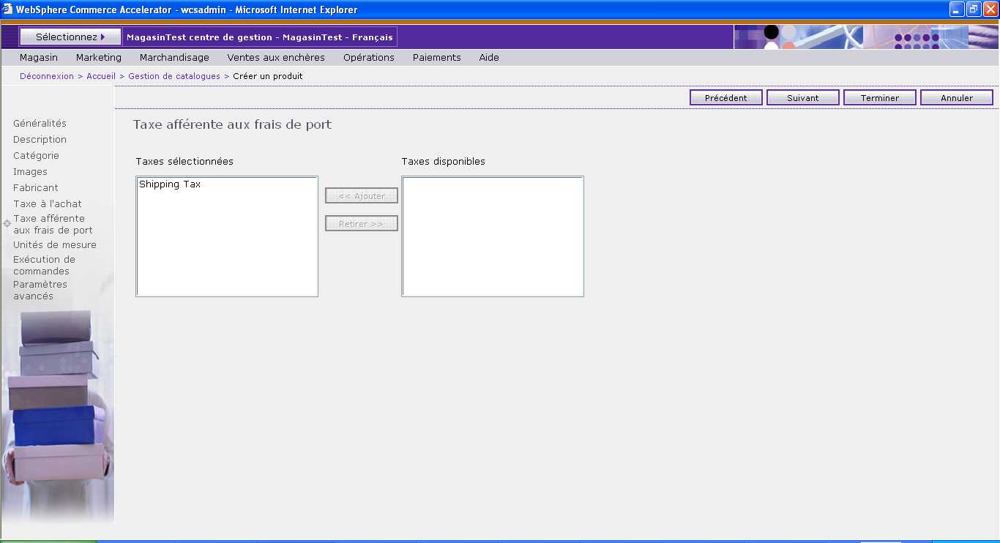 WebSphere Commerce Accelerator - wcsadmin - Microsoft Internet Explorer
Sélectionnez
MagasinTest centre de gestion - MagasinTest - Français
Magasin Marketing Marchandisage Ventes aux enchères Opérations Paiements Aide
Déconnexion > Accueil > Gestion de catalogues > Créer un produit
Précédent Suivant Terminer Annuler
Généralités
Description
Catégorie
Images
Fabricant
Taxe à l'achat
Taxe afférente
aux frais de port
Unités de mesure
Exécution de
commandes
Paramètres
avancés
Taxe afférente aux frais de port
Taxes sélectionnées
Shipping Tax
<< Ajouter
Retirer >>
Taxes disponibles